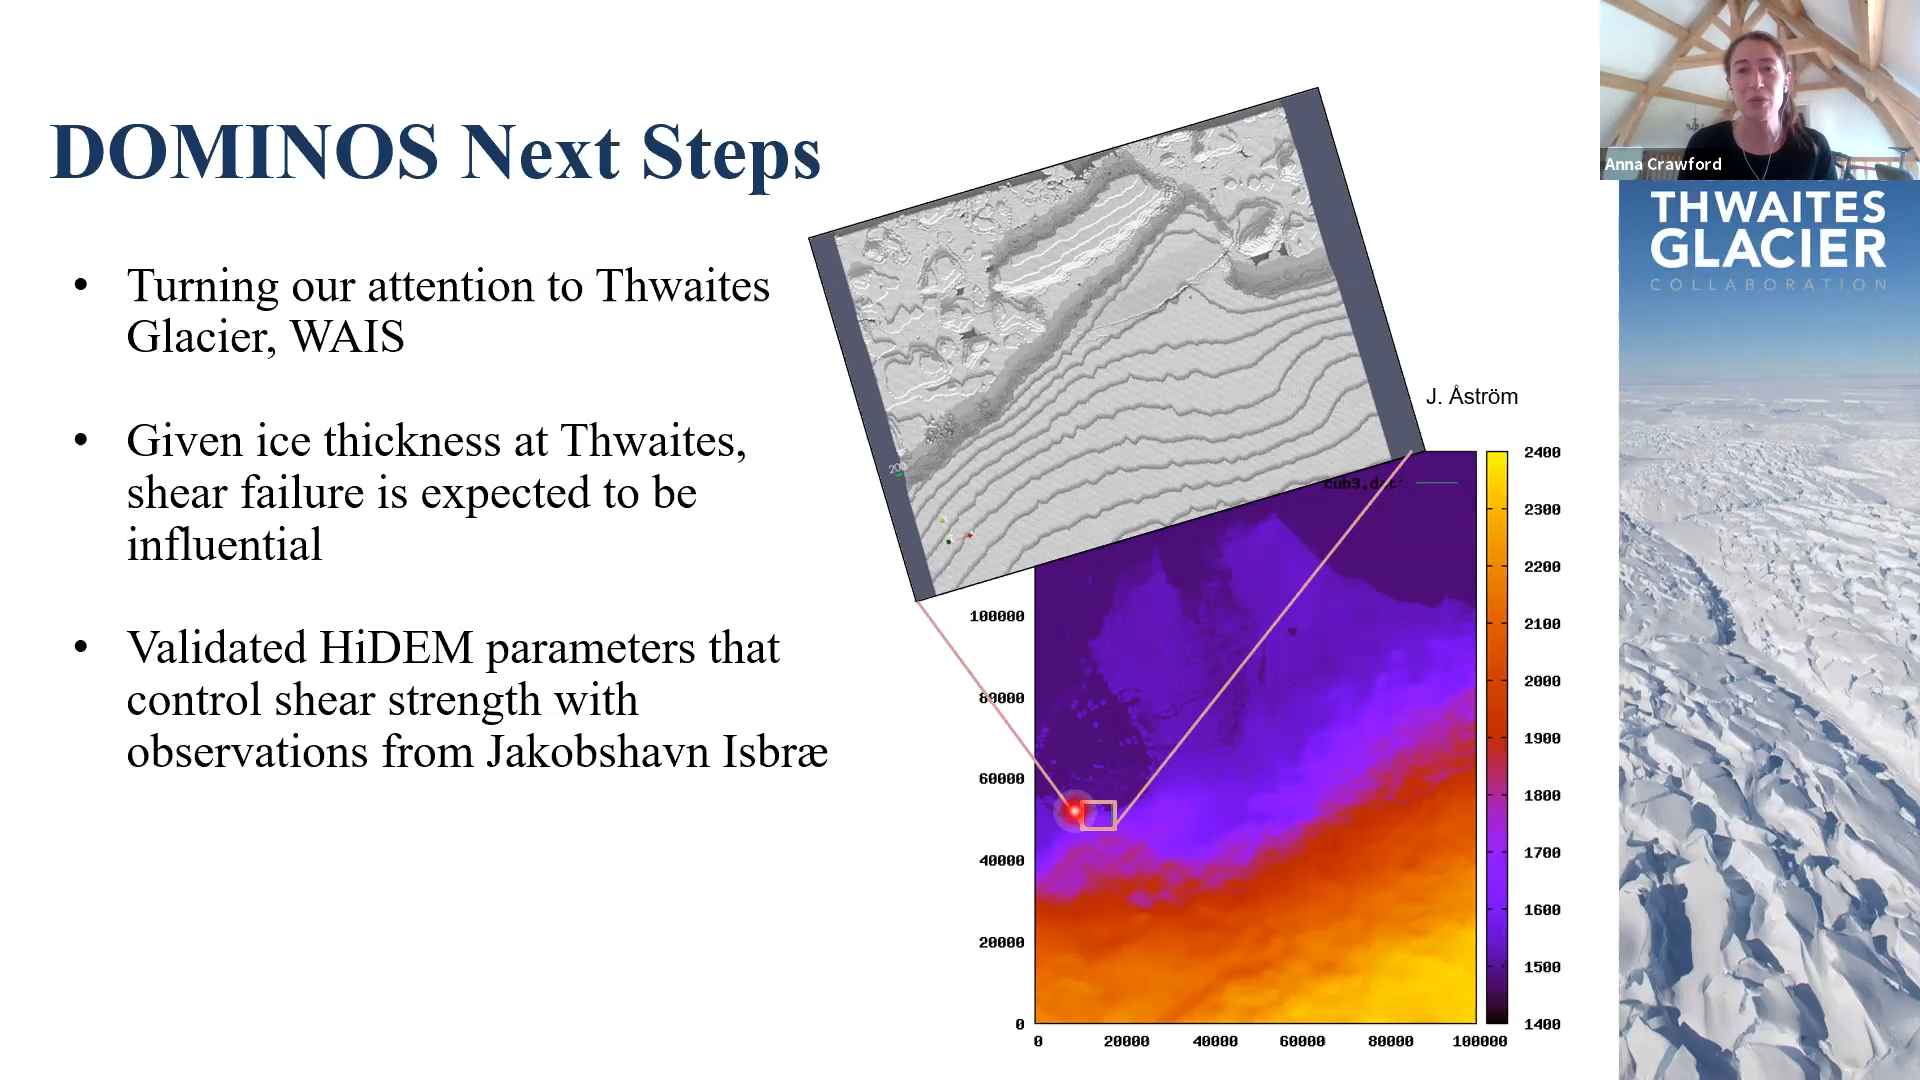 DOMINOS Next Steps
• Turning our attention to Thwaites
Glacier, WAIS
• Given ice thickness at Thwaites,
shear failure is expected to be
influential
• Validated HiDEM parameters that
control shear strength with
observations from Jakobshavn Isbræ
200
J. Åström
cub3.dat'
100000
80000
60000
40000
20000
0
0 20000 40000 60000 80000 100000
2400
2300
2200
2100
2000
1900
1800
1700
1600
1500
1400
Anna Crawford
THWAITES
GLACIER
COLLABORATION